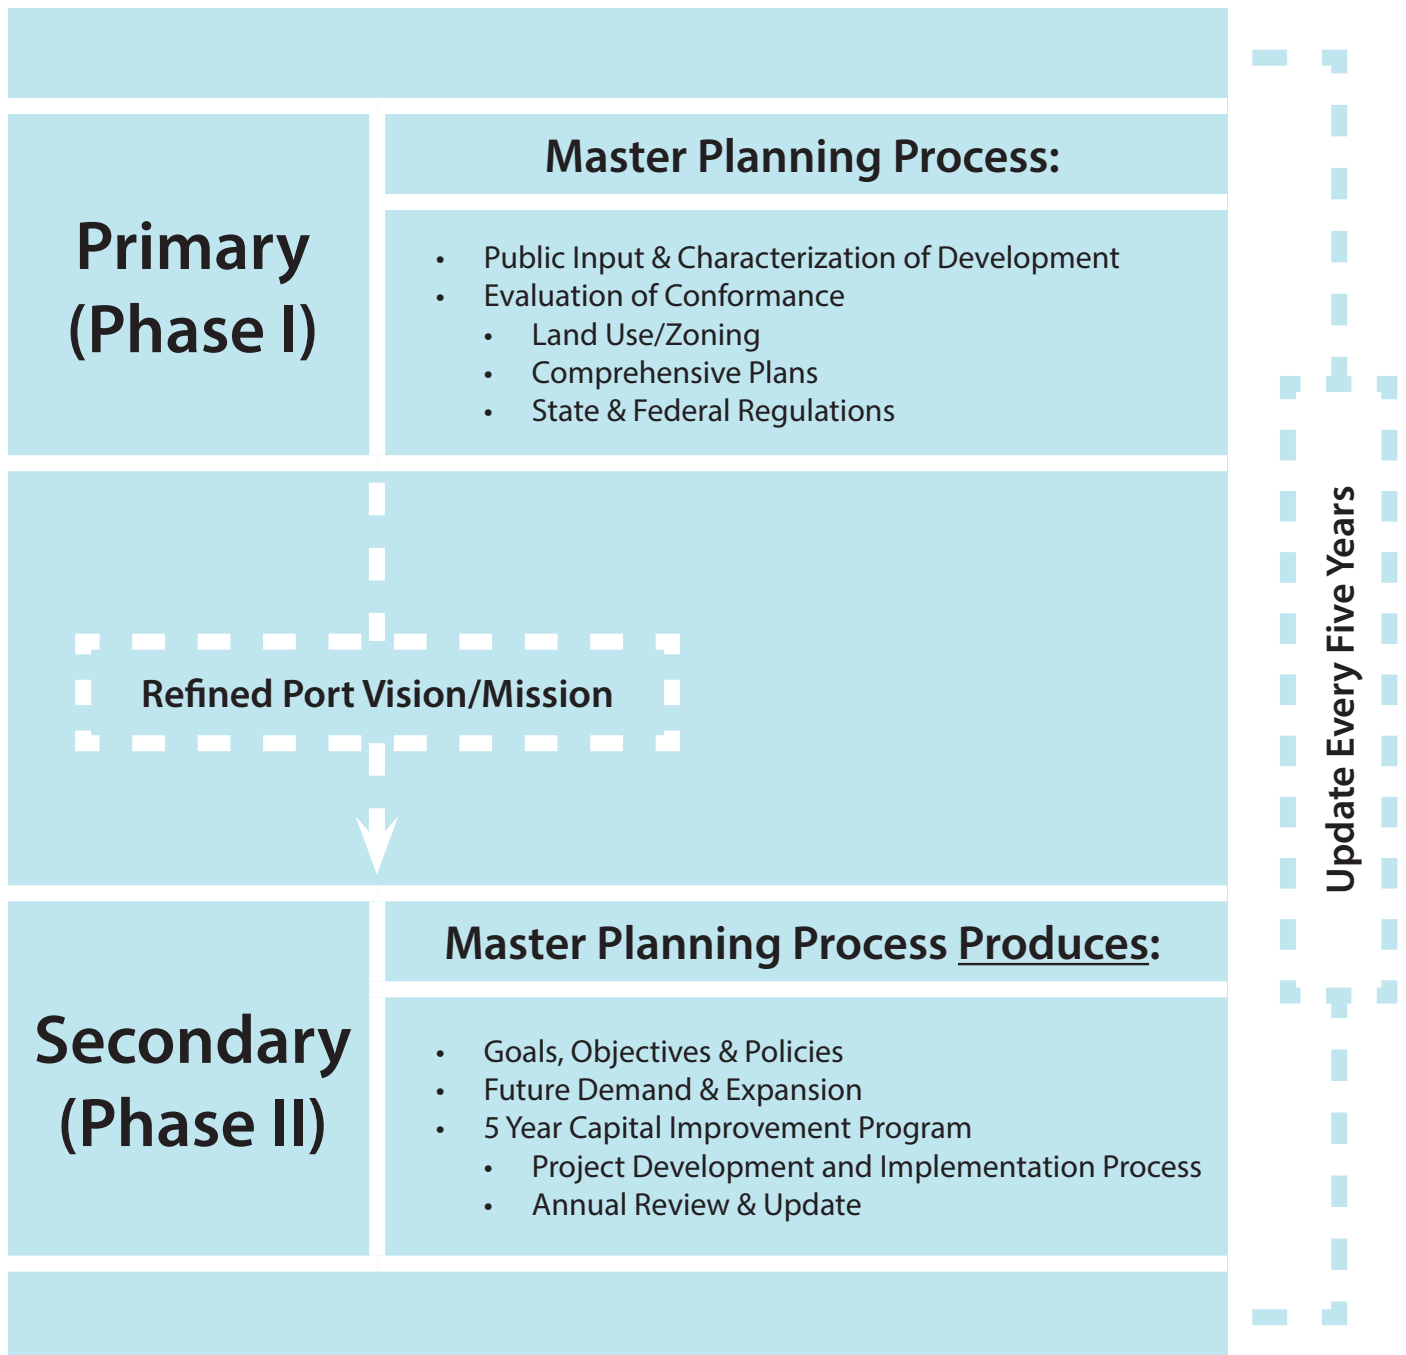 Primary
(Phase I)
Master Planning Process:
• Public Input & Characterization of Development
• Evaluation of Conformance
• Land Use/Zoning
• Comprehensive Plans
• State & Federal Regulations
Refined Port Vision/Mission
Secondary
(Phase II)
Master Planning Process Produces:
• Goals, Objectives & Policies
• Future Demand & Expansion
• 5 Year Capital Improvement Program
• Project Development and Implementation Process
• Annual Review & Update
Update Every Five Years